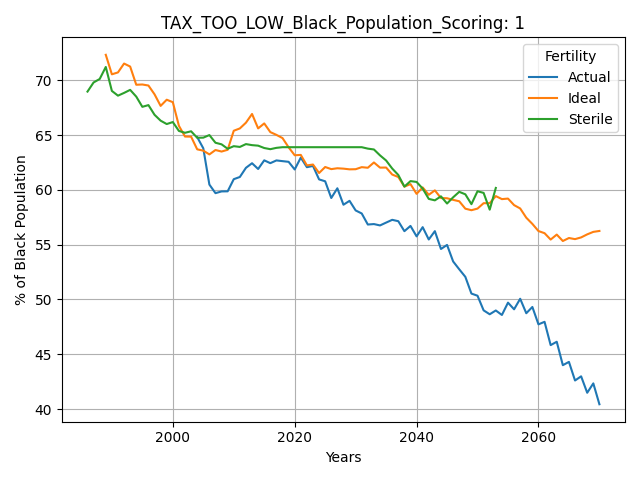 TAX_TOO_LOW_Black_Population_Scoring: 1
Fertility
Actual
Ideal
Sterile
% of Black Population
70
65
60
55
50
45
40
2000
2020
2040
2060
Years